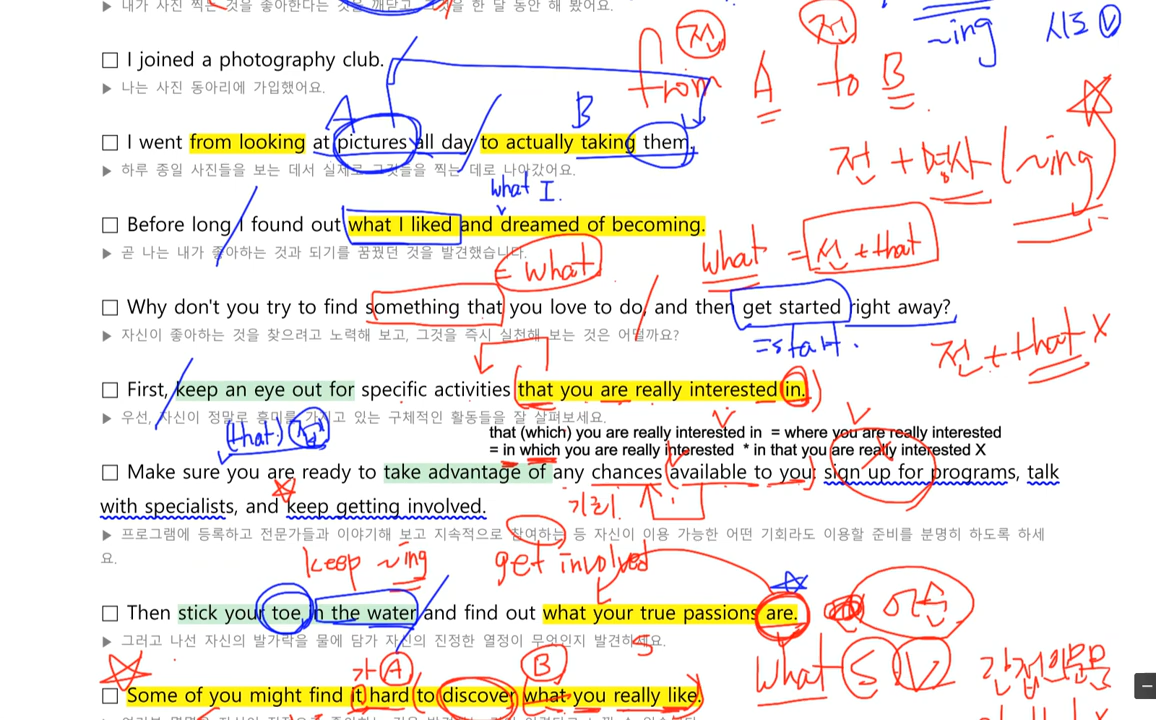 ▶ 내가 사진 찍는 것을 좋아한다는 것을 깨닫고 그것을 한 달 동안 해 봤어요.
~ing 시도
☐ I joined a photography club.
▶ 나는 사진 동아리에 가입했어요.
전 전
from A to B
A B
☐ I went from looking at pictures all day to actually taking them.
▶ 하루 종일 사진들을 보는 데서 실제로 그것들을 찍는 데로 나아갔어요.
전 + 명사 (~ing)
what I
☐ Before long I found out what I liked and dreamed of becoming.
▶ 곧 나는 내가 좋아하는 것과 되기를 꿈꿨던 것을 발견했습니다.
= what
what = 선 + that
☐ Why don't you try to find something that you love to do, and then get started right away?
▶ 자신이 좋아하는 것을 찾으려고 노력해 보고, 그것을 즉시 실천해 보는 것은 어떨까요?
=start.
전 + that X
☐ First, keep an eye out for specific activities that you are really interested in.
▶ 우선, 자신이 정말로 흥미를 가지고 있는 구체적인 활동들을 잘 살펴보세요.
(that)
that (which) you are really interested in = where you are really interested
= in which you are really interested * in that you are really interested X
☐ Make sure you are ready to take advantage of any chances available to you: sign up for programs, talk
with specialists, and keep getting involved.
기회
▶ 프로그램에 등록하고 전문가들과 이야기해 보고 지속적으로 참여하는 등 자신이 이용 가능한 어떤 기회라도 이용할 준비를 분명히 하도록 하세
요.
keep ~ing get involved
☐ Then stick your toe in the water and find out what your true passions are.
어순
▶ 그러고 나선 자신의 발가락을 물에 담가 자신의 진정한 열정이 무엇인지 발견하세요.
S
what S V 간접의문문
가 A B
☐ Some of you might find it hard to discover what you really like.